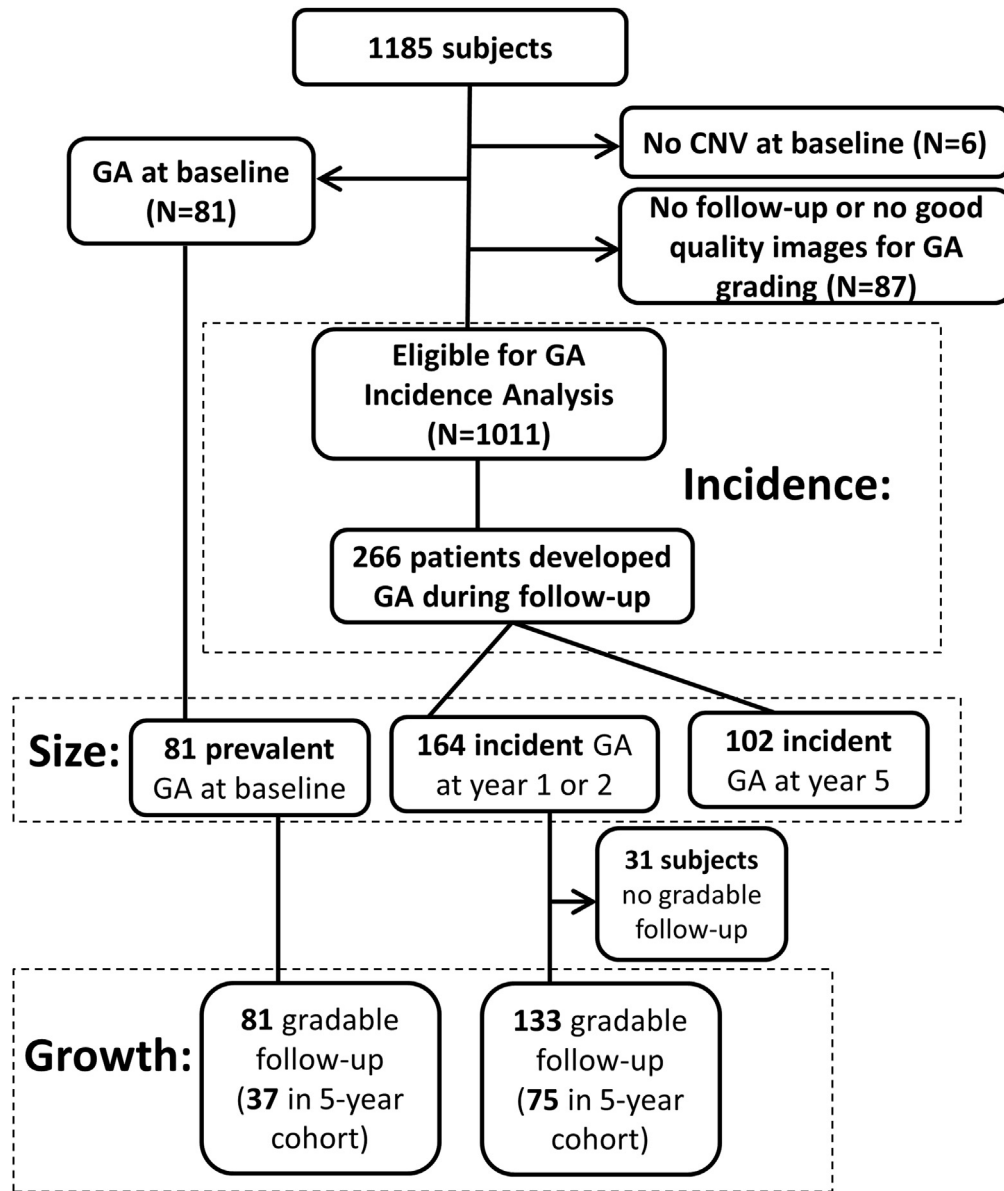 1185 subjects
No CNV at baseline (N=6)
GA at baseline
(N=81)
No follow-up or no good
quality images for GA
grading (N=87)
Eligible for GA
Incidence Analysis
(N=1011)
Incidence:
266 patients developed
GA during follow-up
Size:
81 prevalent
GA at baseline
164 incident GA
at year 1 or 2
102 incident
GA at year 5
31 subjects
no gradable
follow-up
Growth:
81 gradable
follow-up
(37 in 5-year
cohort)
133 gradable
follow-up
(75 in 5-year
cohort)